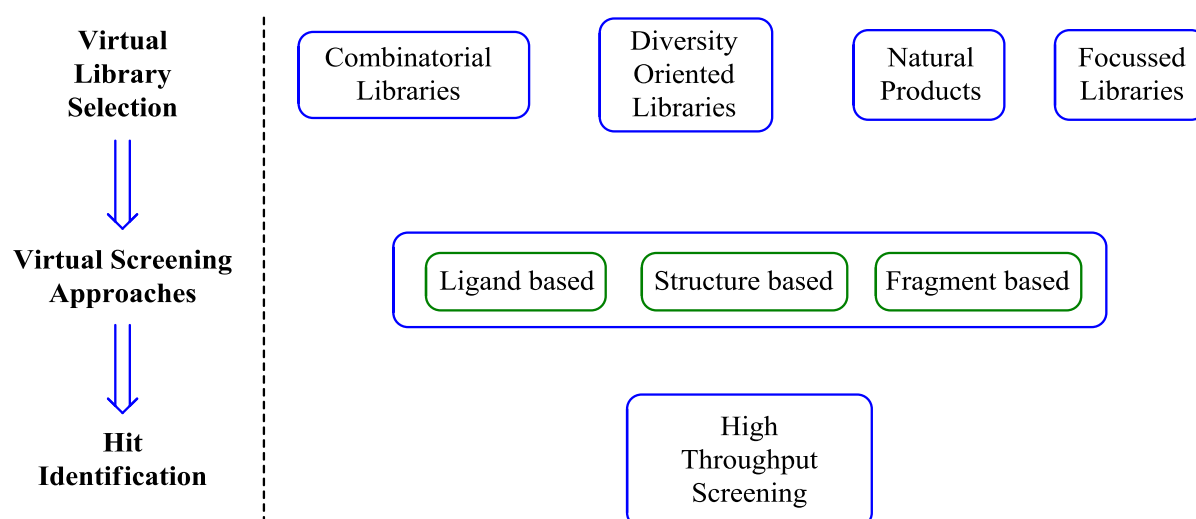 Virtual
Library
Selection
Combinatorial
Libraries
Diversity
Oriented
Libraries
Natural
Products
Focussed
Libraries
Virtual Screening
Approaches
Ligand based
Structure based
Fragment based
Hit
Identification
High
Throughput
Screening